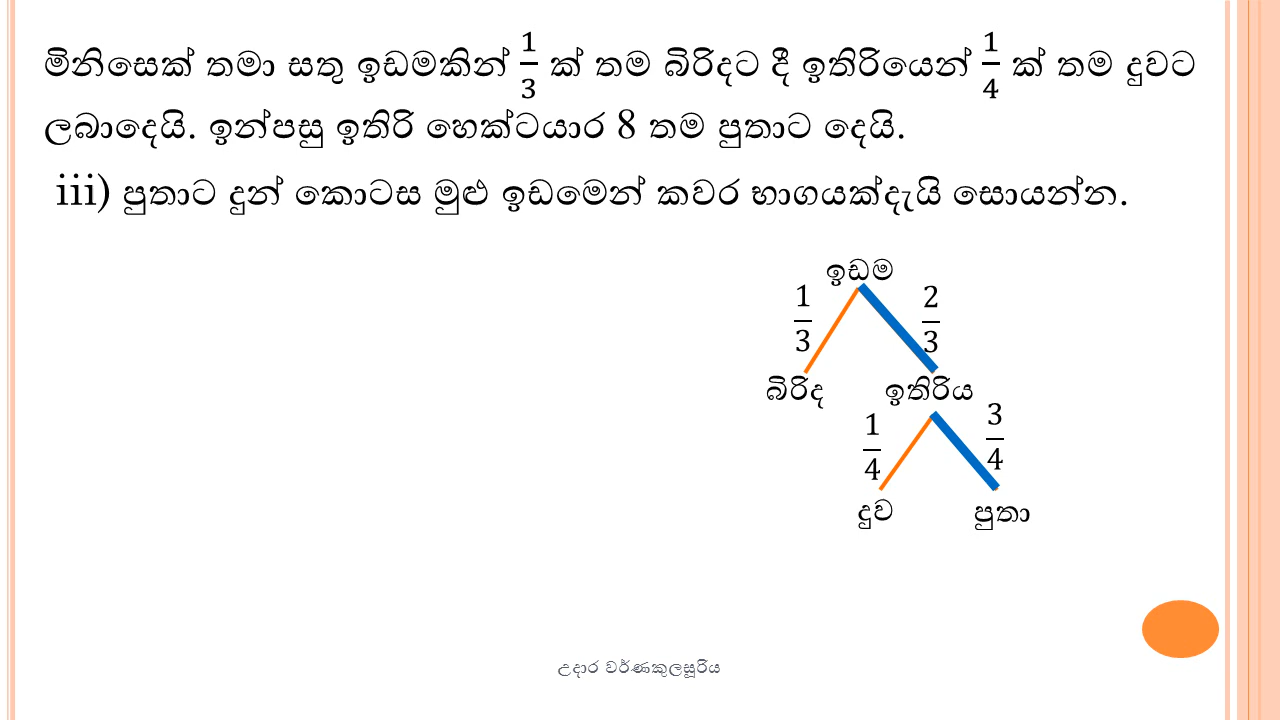 මිනිසෙක් තමා සතු ඉඩමකින් 1/3 ක් තම බිරිදට දී ඉතිරියෙන් 1/4 ක් තම දුවට
ලබාදෙයි. ඉන්පසු ඉතිරි හෙක්ටයාර 8 තම පුතාට දෙයි.
iii) පුතාට දුන් කොටස මුළු ඉඩමෙන් කවර භාගයක්දැයි සොයන්න.
ඉඩම
1/3 2/3
බිරිද ඉතිරිය
1/4 3/4
දුව පුතා
උදාර වර්ණකුලසූරිය